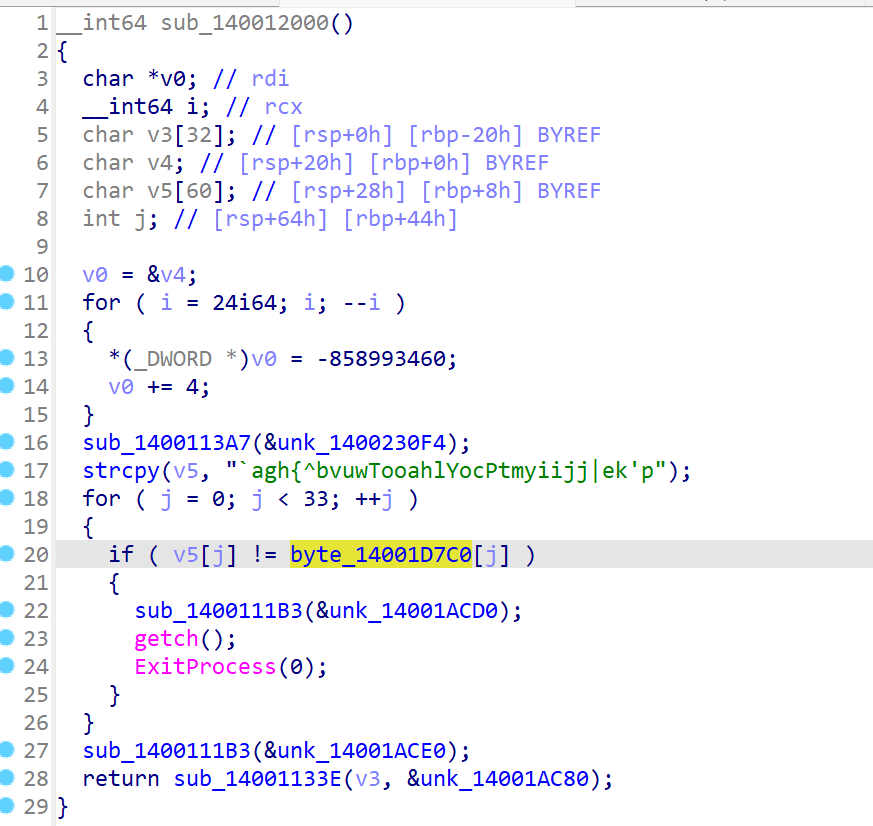 1 __int64 sub_140012000()
2 {
3 char *v0; // rdi
4 __int64 i; // rcx
5 char v3[32]; // [rsp+0h] [rbp-20h] BYREF
6 char v4; // [rsp+20h] [rbp+0h] BYREF
7 char v5[60]; // [rsp+28h] [rbp+8h] BYREF
8 int j; // [rsp+64h] [rbp+44h]
9
10 v0 = &v4;
11 for ( i = 24i64; i; --i )
12 {
13 *(_DWORD *)v0 = -858993460;
14 v0 += 4;
15 }
16 sub_1400113A7(&unk_1400230F4);
17 strcpy(v5, "`agh{^bvuwTooahlYocPtmyiijj|ek'p");
18 for ( j = 0; j < 33; ++j )
19 {
20 if ( v5[j] != byte_14001D7C0[j] )
21 {
22 sub_1400111B3(&unk_14001ACD0);
23 getch();
24 ExitProcess(0);
25 }
26 }
27 sub_1400111B3(&unk_14001ACE0);
28 return sub_14001133E(v3, &unk_14001AC80);
29 }